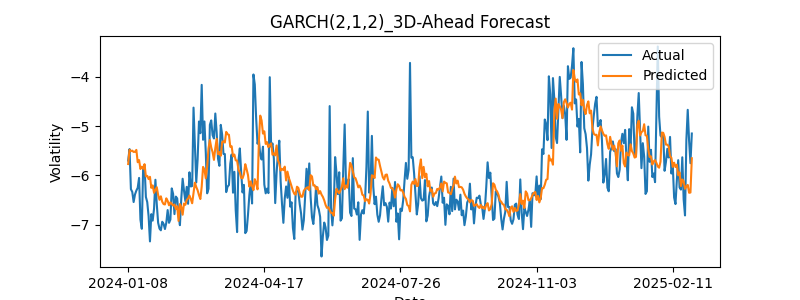 GARCH(2,1,2)_3D-Ahead Forecast
Actual
Predicted
Volatility
−4
−5
−6
−7
2024-01-08
2024-04-17
2024-07-26
2024-11-03
2025-02-11